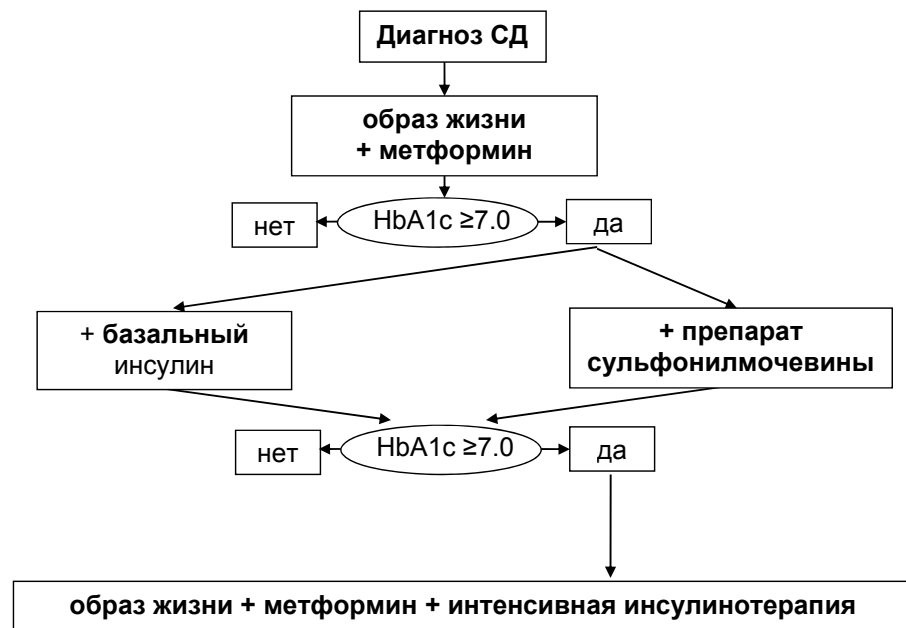 Диагноз СД
образ жизни
+ метформин
нет
HbA1c ≥7.0
да
+ базальный
инсулин
+ препарат
сульфонилмочевины
нет
HbA1c ≥7.0
да
образ жизни + метформин + интенсивная инсулинотерапия